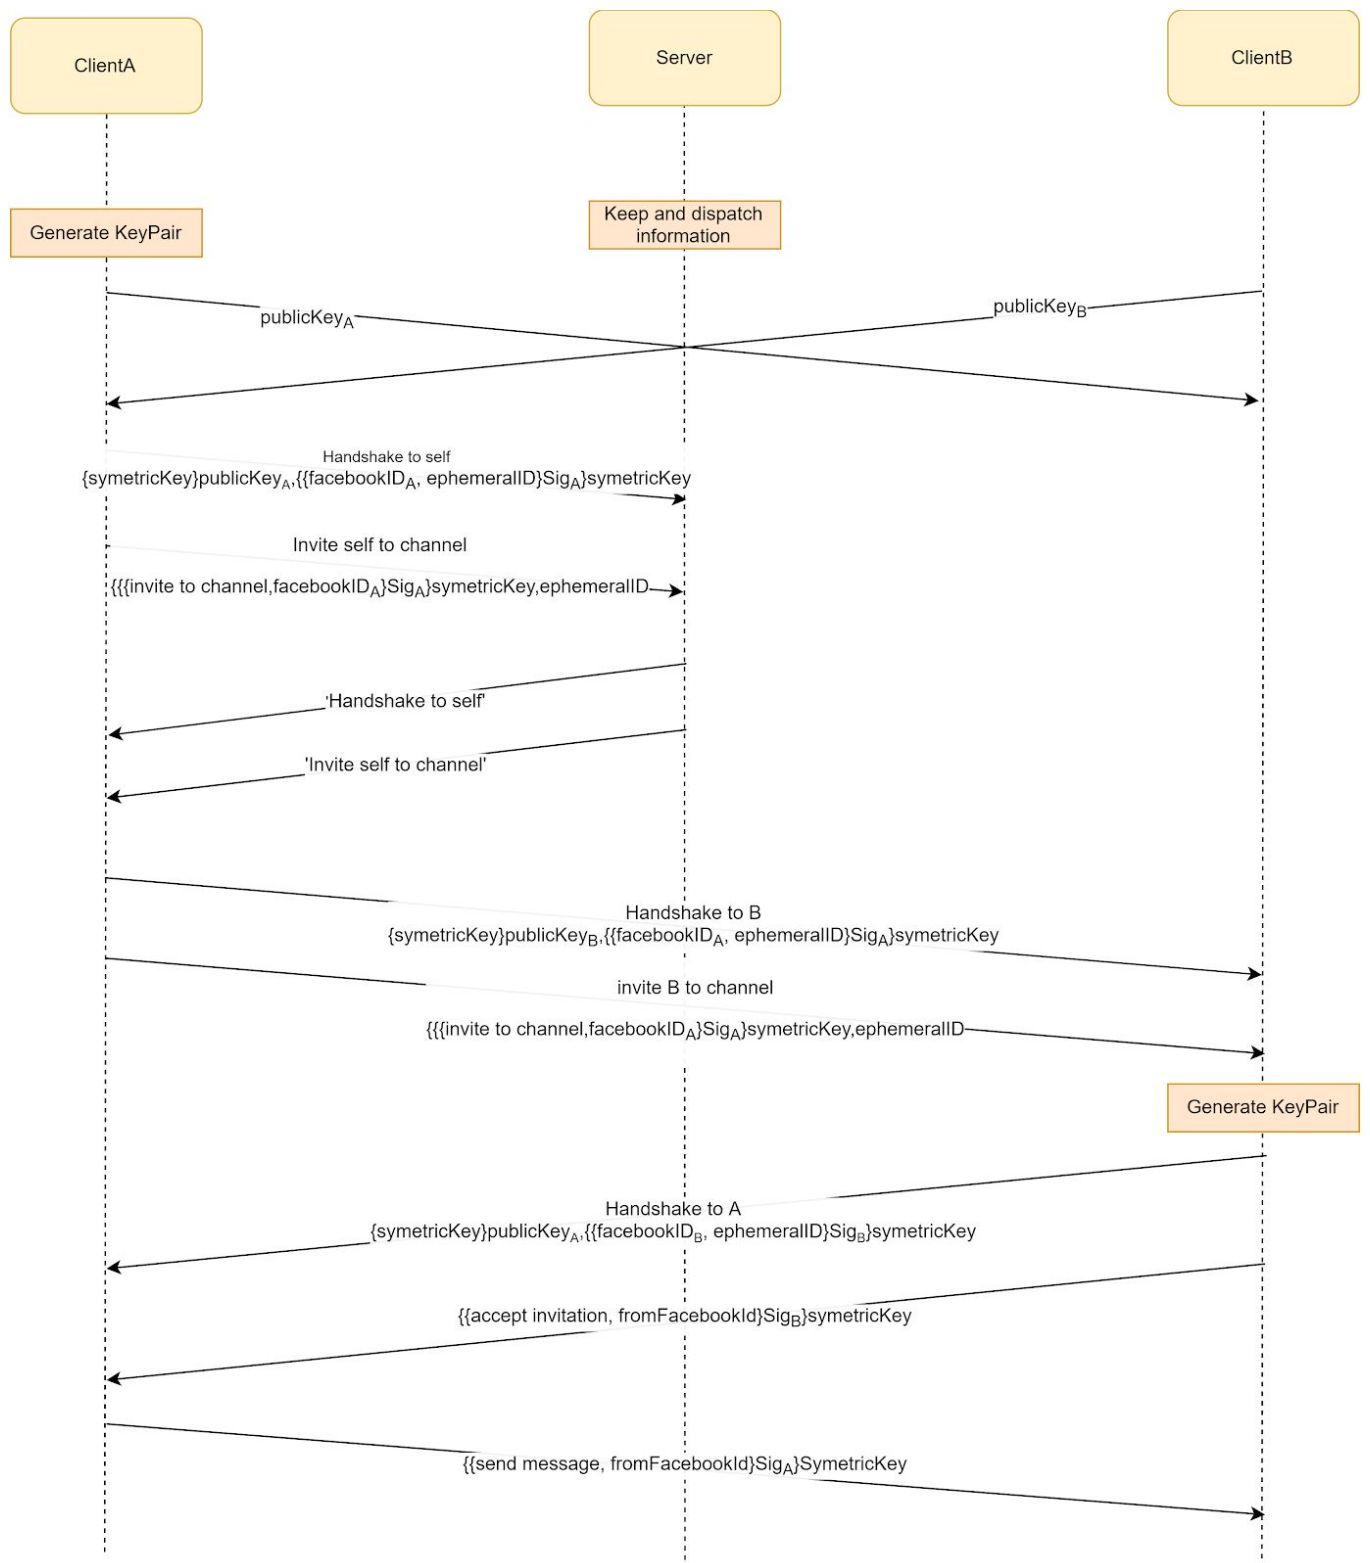 ClientA
Server
ClientB
Generate KeyPair
Keep and dispatch
information
publicKeyA
publicKeyB
Handshake to self
{symetricKey}publicKeyA,{{facebookIDA, ephemeralID}SigA}symetricKey
Invite self to channel
{{{invite to channel,facebookIDA}SigA}symetricKey,ephemeralID
'Handshake to self'
'Invite self to channel'
Handshake to B
{symetricKey}publicKeyB,{{facebookIDA, ephemeralID}SigA}symetricKey
invite B to channel
{{{invite to channel,facebookIDA}SigA}symetricKey,ephemeralID
Generate KeyPair
Handshake to A
{symetricKey}publicKeyA,{{facebookIDB, ephemeralID}SigB}symetricKey
{{accept invitation, fromFacebookId}SigB}symetricKey
{{send message, fromFacebookId}SigA}SymetricKey